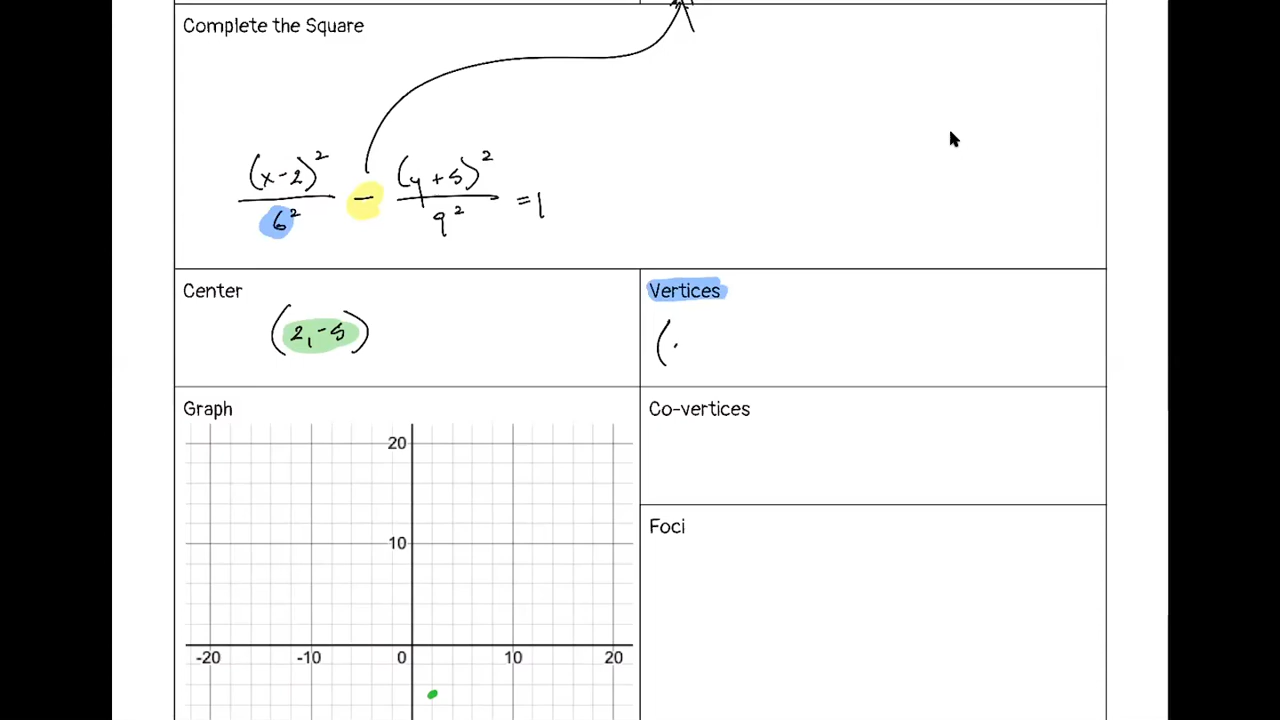 Complete the Square
(x-2)² / 6² - (y+5)² / 9² = 1
Center
(2, -5)
Vertices
(
Graph
20
10
-20 -10 0 10 20
Co-vertices
Foci